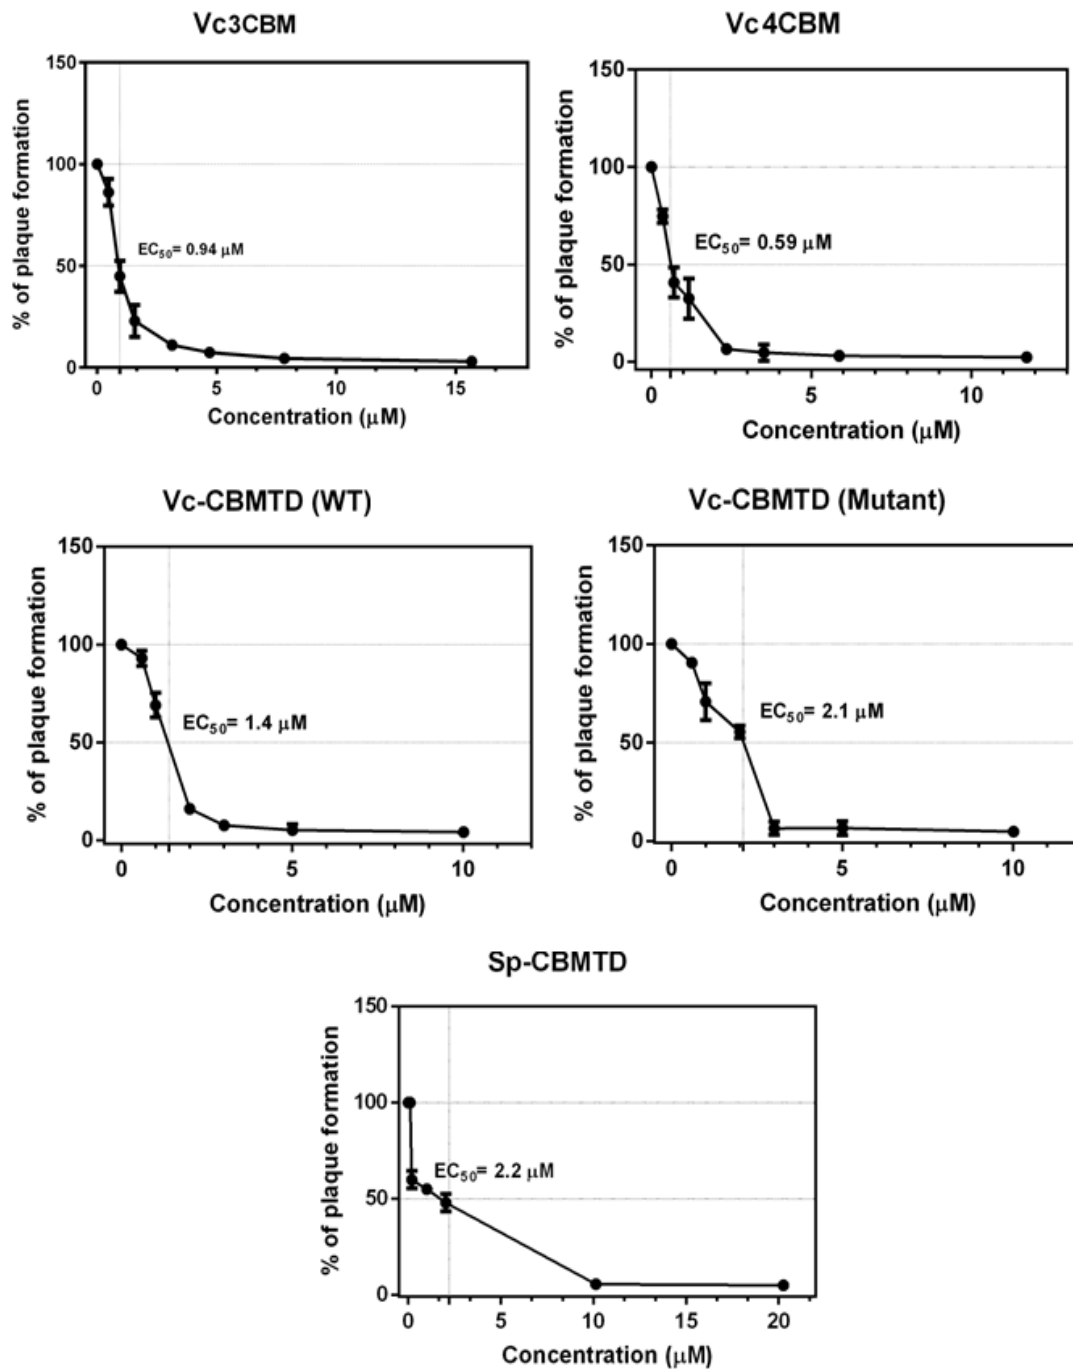 Vc3CBM
150
100
50
0
% of plaque formation
EC50= 0.94 μM
0 5 10 15
Concentration (μM)
Vc4CBM
150
100
50
0
% of plaque formation
EC50= 0.59 μM
0 5 10
Concentration (μM)
Vc-CBMTD (WT)
150
100
50
0
% of plaque formation
EC50= 1.4 μM
0 5 10
Concentration (μM)
Vc-CBMTD (Mutant)
150
100
50
0
% of plaque formation
EC50= 2.1 μM
0 5 10
Concentration (μM)
Sp-CBMTD
150
100
50
0
% of plaque formation
EC50= 2.2 μM
0 5 10 15 20
Concentration (μM)